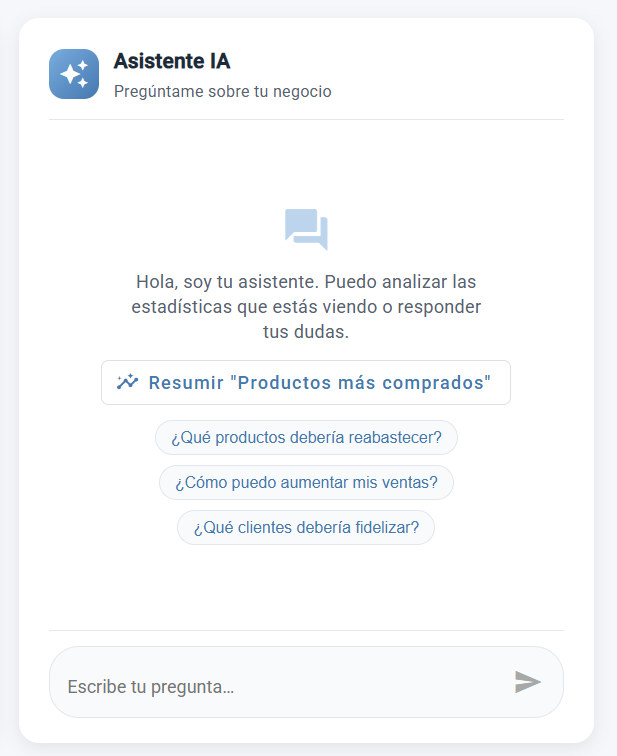 Asistente IA
Pregúntame sobre tu negocio
Hola, soy tu asistente. Puedo analizar las
estadísticas que estás viendo o responder
tus dudas.
Resumir "Productos más comprados"
¿Qué productos debería reabastecer?
¿Cómo puedo aumentar mis ventas?
¿Qué clientes debería fidelizar?
Escribe tu pregunta...